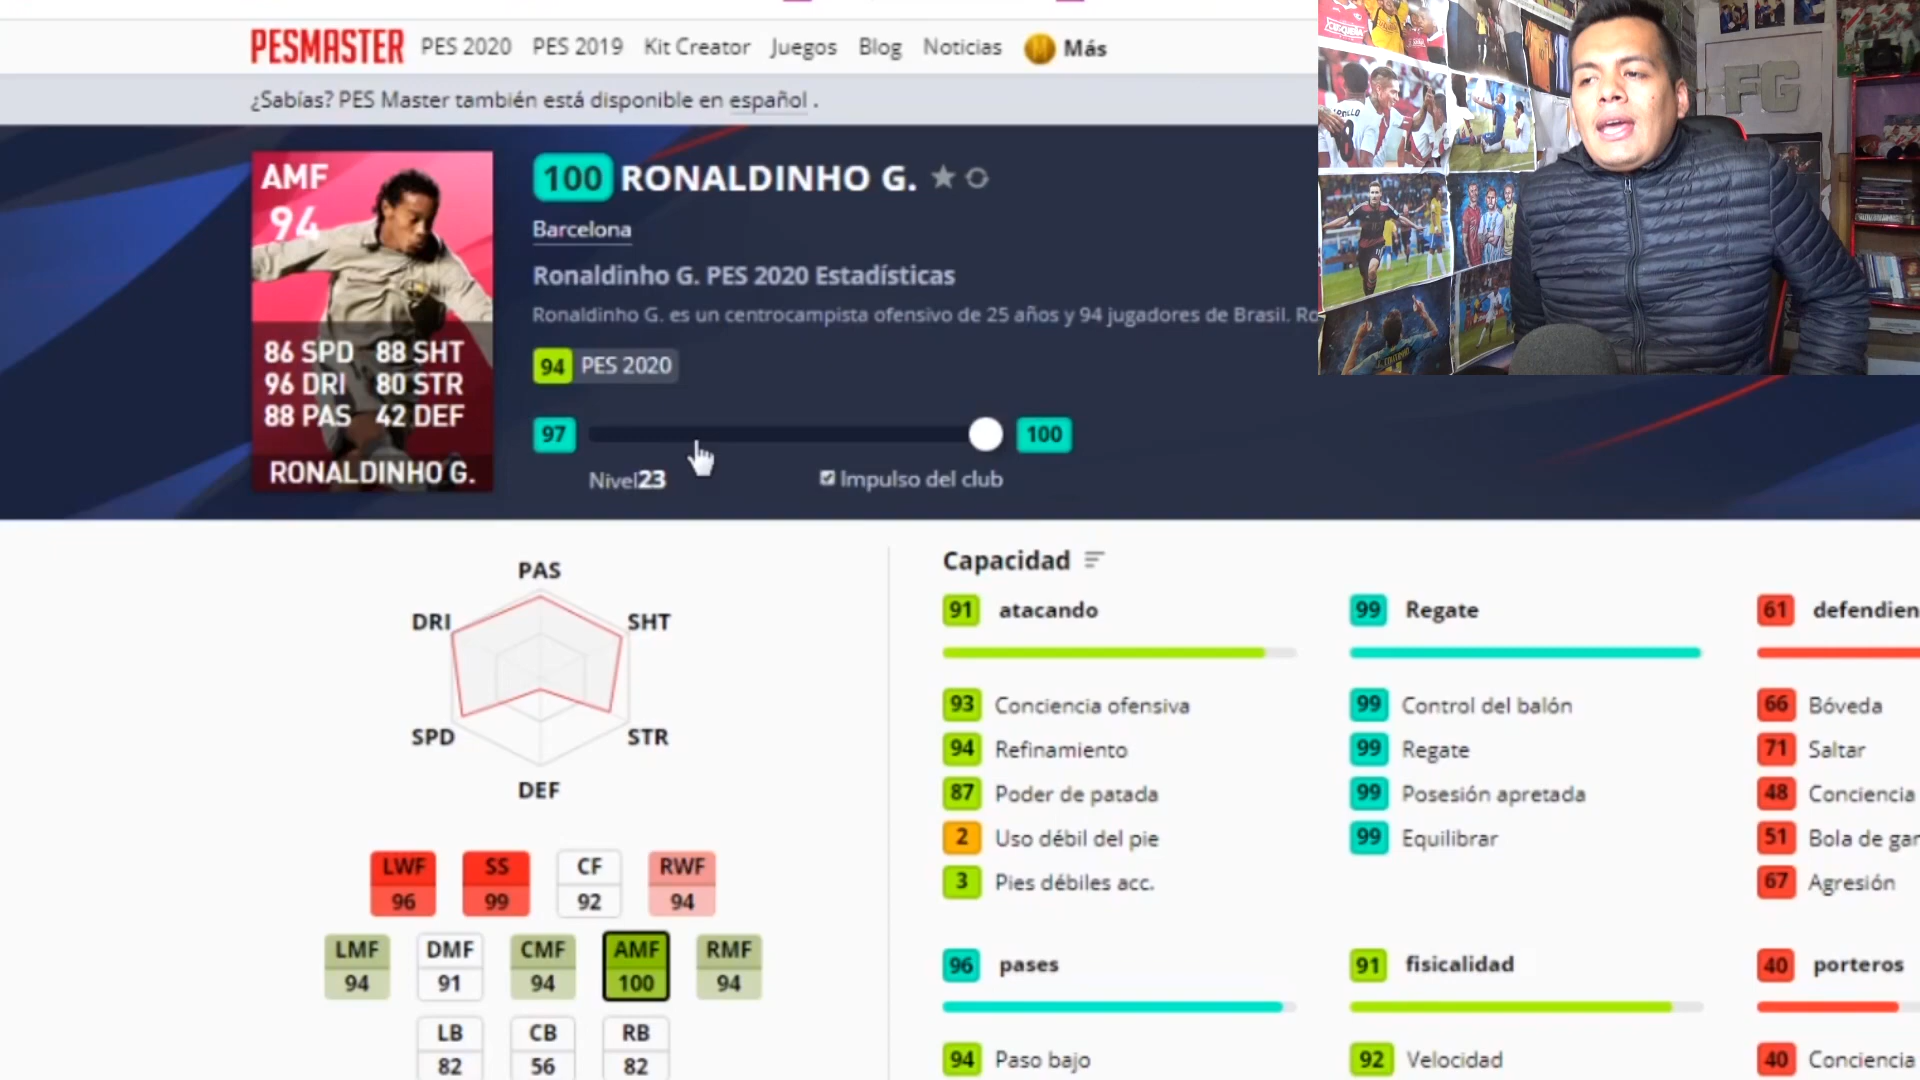 PESMASTER PES 2020 PES 2019 Kit Creator Juegos Blog Noticias Más
¿Sabías? PES Master también está disponible en español .
AMF
94
86 SPD 88 SHT
96 DRI 80 STR
88 PAS 42 DEF
RONALDINHO G.
100 RONALDINHO G.
Barcelona
Ronaldinho G. PES 2020 Estadísticas
Ronaldinho G. es un centrocampista ofensivo de 25 años y 94 jugadores de Brasil.
94 PES 2020
97 100
Nivel23 Impulso del club
FG
PAS
DRI SHT
SPD STR
DEF
LWF SS CF RWF
96 99 92 94
LMF DMF CMF AMF RMF
94 91 94 100 94
LB CB RB
82 56 82
Capacidad
91 atacando
93 Conciencia ofensiva
94 Refinamiento
87 Poder de patada
2 Uso débil del pie
3 Pies débiles acc.
99 Regate
99 Control del balón
99 Regate
99 Posesión apretada
99 Equilibrar
61 defendien
66 Bóveda
71 Saltar
48 Conciencia
51 Bola de gar
67 Agresión
96 pases
94 Paso bajo
91 fisicalidad
92 Velocidad
40 porteros
40 Conciencia